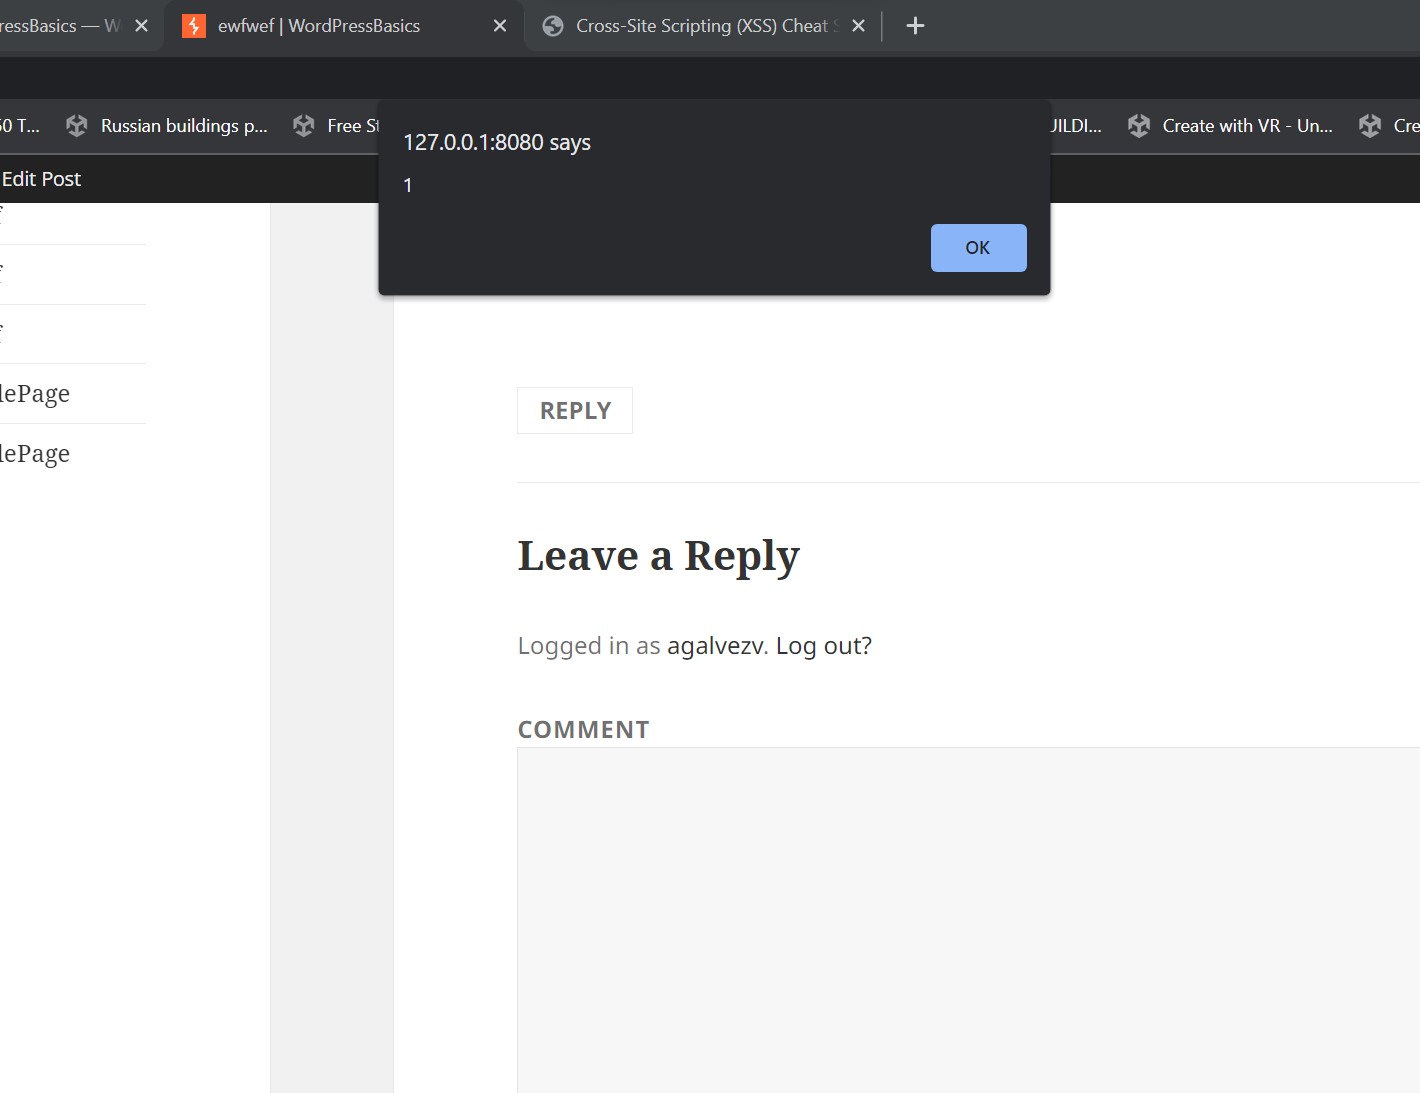 ressBasics — W
ewfwef | WordPressBasics
Cross-Site Scripting (XSS) Cheat S
50 T...
Russian buildings p...
Free St
UILDI...
Create with VR - Un...
Cre
127.0.0.1:8080 says
1
OK
Edit Post
f
f
f
lePage
lePage
REPLY
Leave a Reply
Logged in as agalvezv. Log out?
COMMENT